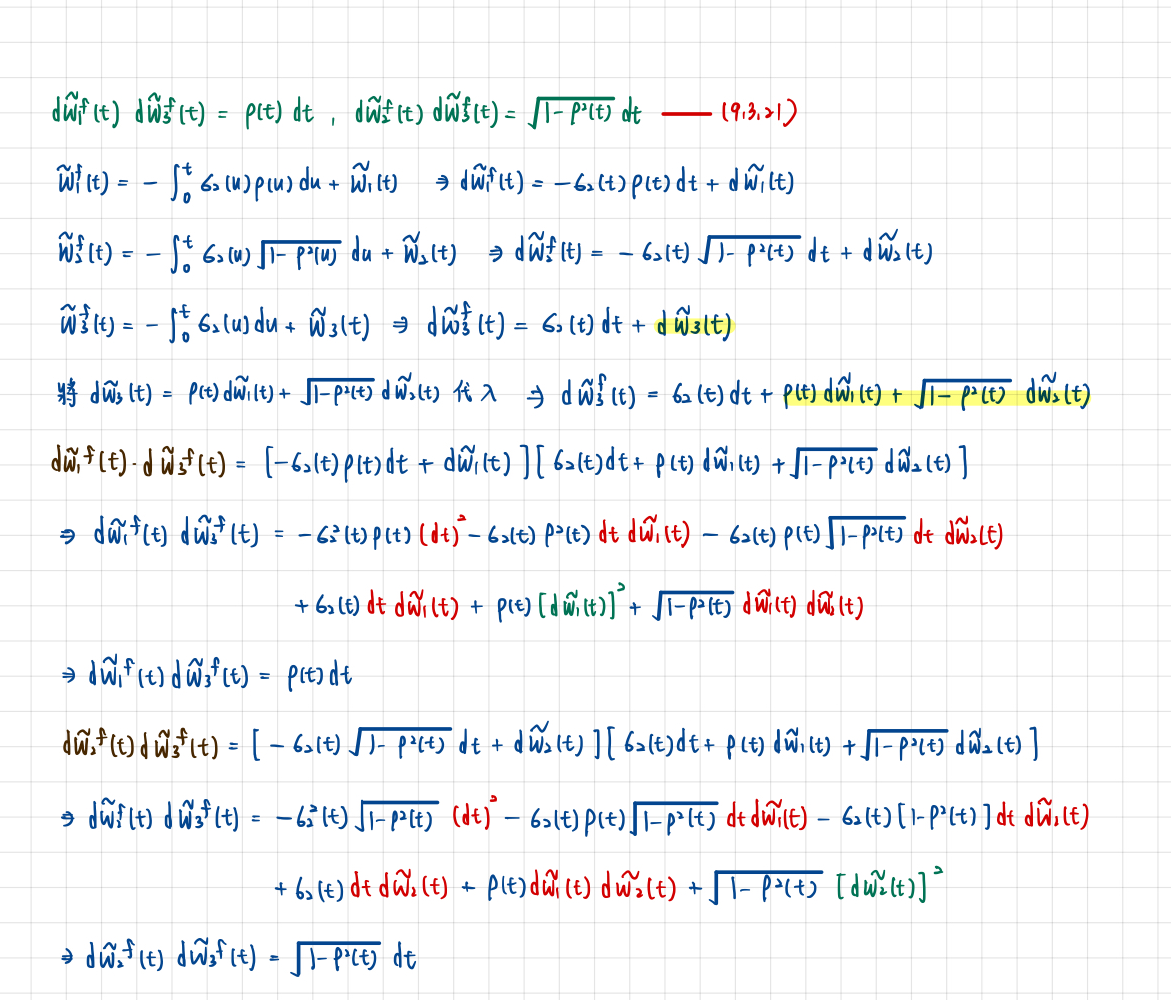 dW̃₁ᶠ(t) dW̃₃ᶠ(t) = ρ(t) dt , dW̃₂ᶠ(t) dW̃₃ᶠ(t) = √(1-ρ²(t)) dt —— (9.3.21)
W̃₁ᶠ(t) = - ∫₀ᵗ σ₂(u) ρ(u) du + W̃₁(t) ⇒ dW̃₁ᶠ(t) = -σ₂(t) ρ(t) dt + dW̃₁(t)
W̃₂ᶠ(t) = - ∫₀ᵗ σ₂(u) √(1-ρ²(u)) du + W̃₂(t) ⇒ dW̃₂ᶠ(t) = - σ₂(t) √(1-ρ²(t)) dt + dW̃₂(t)
W̃₃ᶠ(t) = - ∫₀ᵗ σ₂(u) du + W̃₃(t) ⇒ dW̃₃ᶠ(t) = σ₂(t) dt + dW̃₃(t)
將 dW̃₃(t) = ρ(t) dW̃₁(t) + √(1-ρ²(t)) dW̃₂(t) 代入 ⇒ dW̃₃ᶠ(t) = σ₂(t) dt + ρ(t) dW̃₁(t) + √(1-ρ²(t)) dW̃₂(t)
dW̃₁ᶠ(t) · dW̃₃ᶠ(t) = [-σ₂(t) ρ(t) dt + dW̃₁(t)] [σ₂(t) dt + ρ(t) dW̃₁(t) + √(1-ρ²(t)) dW̃₂(t)]
⇒ dW̃₁ᶠ(t) dW̃₃ᶠ(t) = -σ₂²(t) ρ(t) (dt)² - σ₂(t) ρ²(t) dt dW̃₁(t) - σ₂(t) ρ(t) √(1-ρ²(t)) dt dW̃₂(t)
+ σ₂(t) dt dW̃₁(t) + ρ(t) [dW̃₁(t)]² + √(1-ρ²(t)) dW̃₁(t) dW̃₂(t)
⇒ dW̃₁ᶠ(t) dW̃₃ᶠ(t) = ρ(t) dt
dW̃₂ᶠ(t) dW̃₃ᶠ(t) = [- σ₂(t) √(1-ρ²(t)) dt + dW̃₂(t)] [σ₂(t) dt + ρ(t) dW̃₁(t) + √(1-ρ²(t)) dW̃₂(t)]
⇒ dW̃₂ᶠ(t) dW̃₃ᶠ(t) = -σ₂²(t) √(1-ρ²(t)) (dt)² - σ₂(t) ρ(t) √(1-ρ²(t)) dt dW̃₁(t) - σ₂(t) [1-ρ²(t)] dt dW̃₂(t)
+ σ₂(t) dt dW̃₂(t) + ρ(t) dW̃₁(t) dW̃₂(t) + √(1-ρ²(t)) [dW̃₂(t)]²
⇒ dW̃₂ᶠ(t) dW̃₃ᶠ(t) = √(1-ρ²(t)) dt